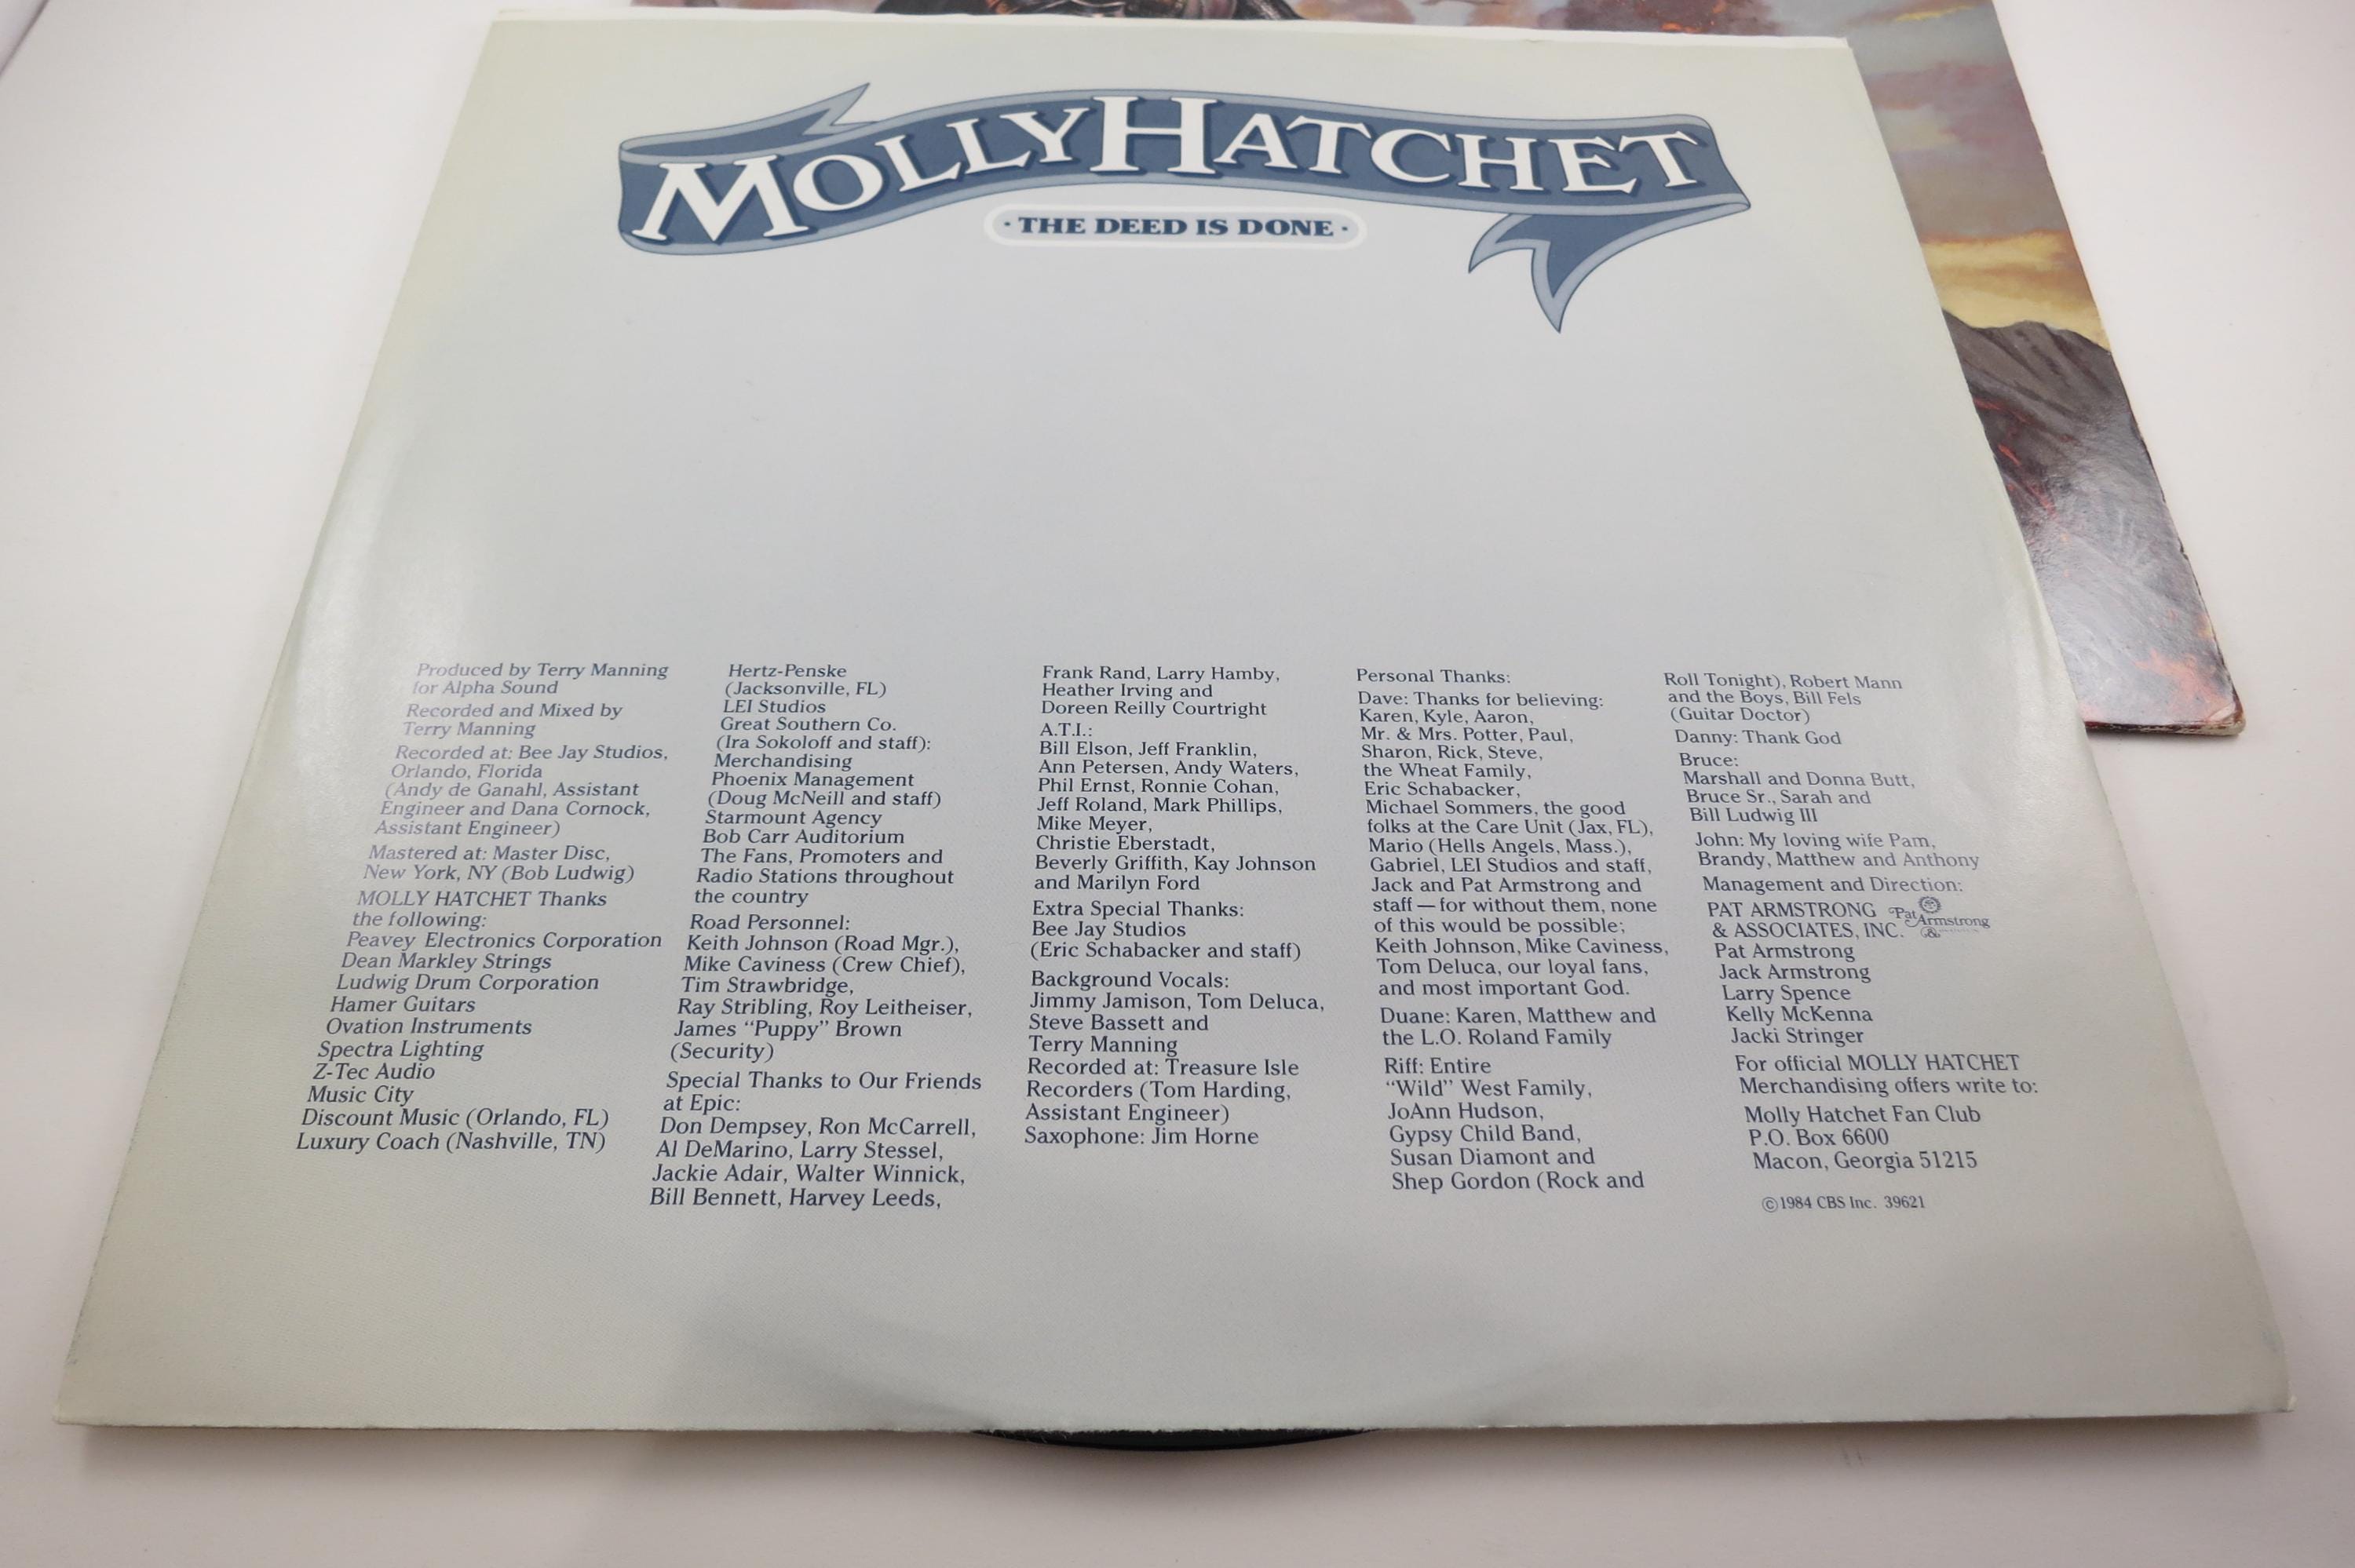 MOLLY HATCHET
· THE DEED IS DONE ·
Produced by Terry Manning
for Alpha Sound
Recorded and Mixed by
Terry Manning
Recorded at: Bee Jay Studios,
Orlando, Florida
(Andy de Ganahl, Assistant
Engineer and Dana Cornock,
Assistant Engineer)
Mastered at: Master Disc,
New York, NY (Bob Ludwig)
MOLLY HATCHET Thanks
the following:
Peavey Electronics Corporation
Dean Markley Strings
Ludwig Drum Corporation
Hamer Guitars
Ovation Instruments
Spectra Lighting
Z-Tec Audio
Music City
Discount Music (Orlando, FL)
Luxury Coach (Nashville, TN)
Hertz-Penske
(Jacksonville, FL)
LEI Studios
Great Southern Co.
(Ira Sokoloff and staff):
Merchandising
Phoenix Management
(Doug McNeill and staff)
Starmount Agency
Bob Carr Auditorium
The Fans, Promoters and
Radio Stations throughout
the country
Road Personnel:
Keith Johnson (Road Mgr.),
Mike Caviness (Crew Chief),
Tim Strawbridge,
Ray Stribling, Roy Leitheiser,
James "Puppy" Brown
(Security)
Special Thanks to Our Friends
at Epic:
Don Dempsey, Ron McCarrell,
Al DeMarino, Larry Stessel,
Jackie Adair, Walter Winnick,
Bill Bennett, Harvey Leeds,
Frank Rand, Larry Hamby,
Heather Irving and
Doreen Reilly Courtright
A.T.I.:
Bill Elson, Jeff Franklin,
Ann Petersen, Andy Waters,
Phil Ernst, Ronnie Cohan,
Jeff Roland, Mark Phillips,
Mike Meyer,
Christie Eberstadt,
Beverly Griffith, Kay Johnson
and Marilyn Ford
Extra Special Thanks:
Bee Jay Studios
(Eric Schabacker and staff)
Background Vocals:
Jimmy Jamison, Tom Deluca,
Steve Bassett and
Terry Manning
Recorded at: Treasure Isle
Recorders (Tom Harding,
Assistant Engineer)
Saxophone: Jim Horne
Personal Thanks:
Dave: Thanks for believing:
Karen, Kyle, Aaron,
Mr. & Mrs. Potter, Paul,
Sharon, Rick, Steve,
the Wheat Family,
Eric Schabacker,
Michael Sommers, the good
folks at the Care Unit (Jax, FL),
Mario (Hells Angels, Mass.),
Gabriel, LEI Studios and staff,
Jack and Pat Armstrong and
staff — for without them, none
of this would be possible;
Keith Johnson, Mike Caviness,
Tom Deluca, our loyal fans,
and most important God.
Duane: Karen, Matthew and
the L.O. Roland Family
Riff: Entire
"Wild" West Family,
JoAnn Hudson,
Gypsy Child Band,
Susan Diamont and
Shep Gordon (Rock and
Roll Tonight), Robert Mann
and the Boys, Bill Fels
(Guitar Doctor)
Danny: Thank God
Bruce:
Marshall and Donna Butt,
Bruce Sr., Sarah and
Bill Ludwig III
John: My loving wife Pam,
Brandy, Matthew and Anthony
Management and Direction:
PAT ARMSTRONG
& ASSOCIATES, INC.
Pat Armstrong
&
Pat Armstrong
Jack Armstrong
Larry Spence
Kelly McKenna
Jacki Stringer
For official MOLLY HATCHET
Merchandising offers write to:
Molly Hatchet Fan Club
P.O. Box 6600
Macon, Georgia 51215
©1984 CBS Inc. 39621